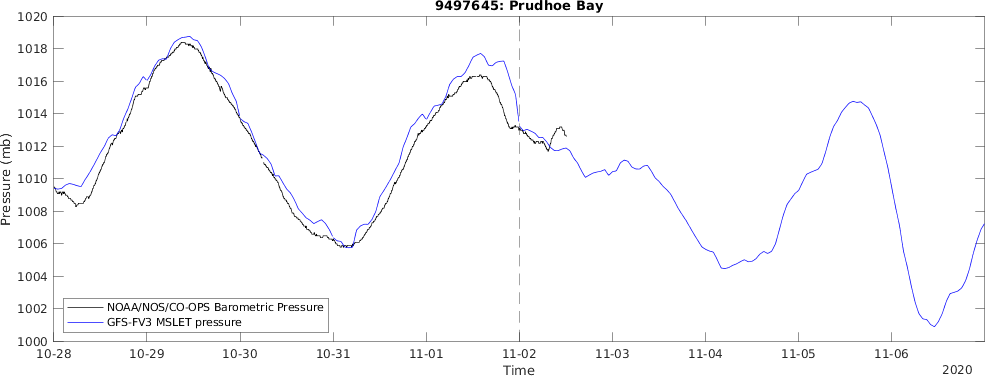 9497645: Prudhoe Bay
1020
1018
1016
1014
1012
1010
1008
1006
1004
1002
1000
Pressure (mb)
NOAA/NOS/CO-OPS Barometric Pressure
GFS-FV3 MSLET pressure
10-28 10-29 10-30 10-31 11-01 11-02 11-03 11-04 11-05 11-06
Time
2020